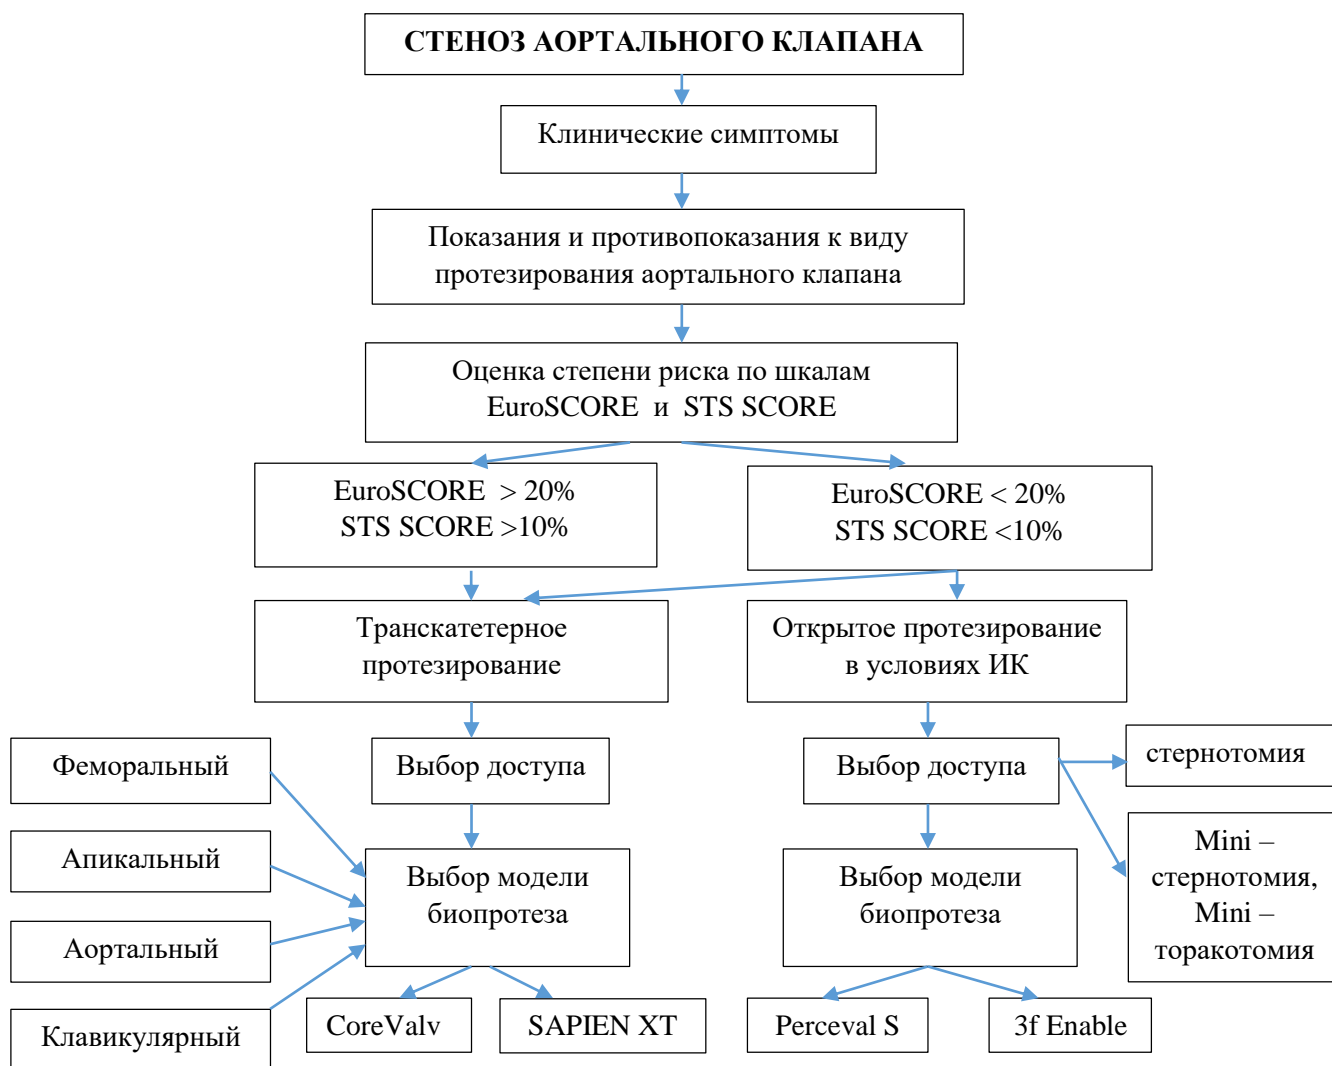 СТЕНОЗ АОРТАЛЬНОГО КЛАПАНА
Клинические симптомы
Показания и противопоказания к виду
протезирования аортального клапана
Оценка степени риска по шкалам
EuroSCORE и STS SCORE
EuroSCORE > 20%
STS SCORE >10%
EuroSCORE < 20%
STS SCORE <10%
Транскатетерное
протезирование
Открытое протезирование
в условиях ИК
Феморальный
Выбор доступа
Выбор доступа
стернотомия
Апикальный
Аортальный
Клавикулярный
Выбор модели
биопротеза
Выбор модели
биопротеза
Mini –
стернотомия,
Mini –
торакотомия
CoreValv
SAPIEN XT
Perceval S
3f Enable